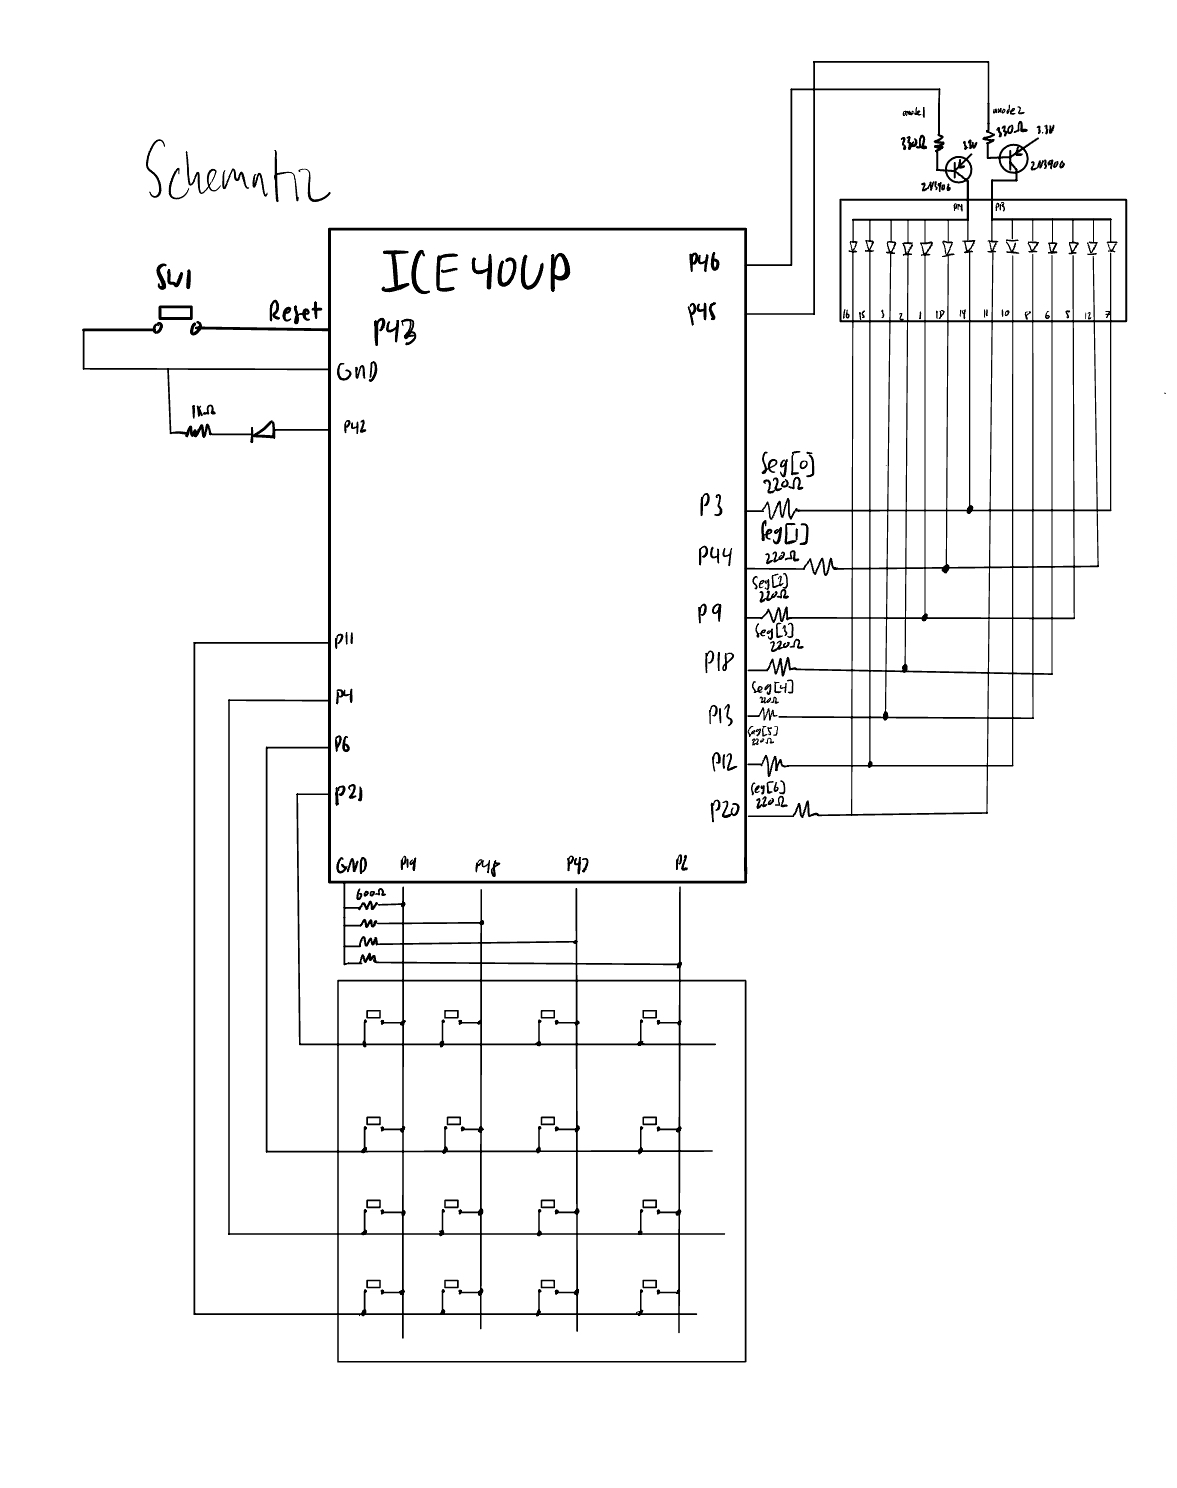 Schematiz
SW1
Reset
ICE40UP
P43
GND
1KΩ
P42
P46
P45
anode1
anode2
330Ω
330Ω
3.3V
3.3V
2N3906
2N3906
P14
P13
16 15 3 2 1 18 17 11 10 8 6 5 12 7
Seg[0]
220Ω
P3
Seg[1]
220Ω
P44
Seg[2]
220Ω
P9
Seg[3]
220Ω
P18
Seg[4]
220Ω
P13
Seg[5]
220Ω
P12
Seg[6]
220Ω
P20
P11
P4
P6
P21
GND P19 P48 P47 P2
600Ω